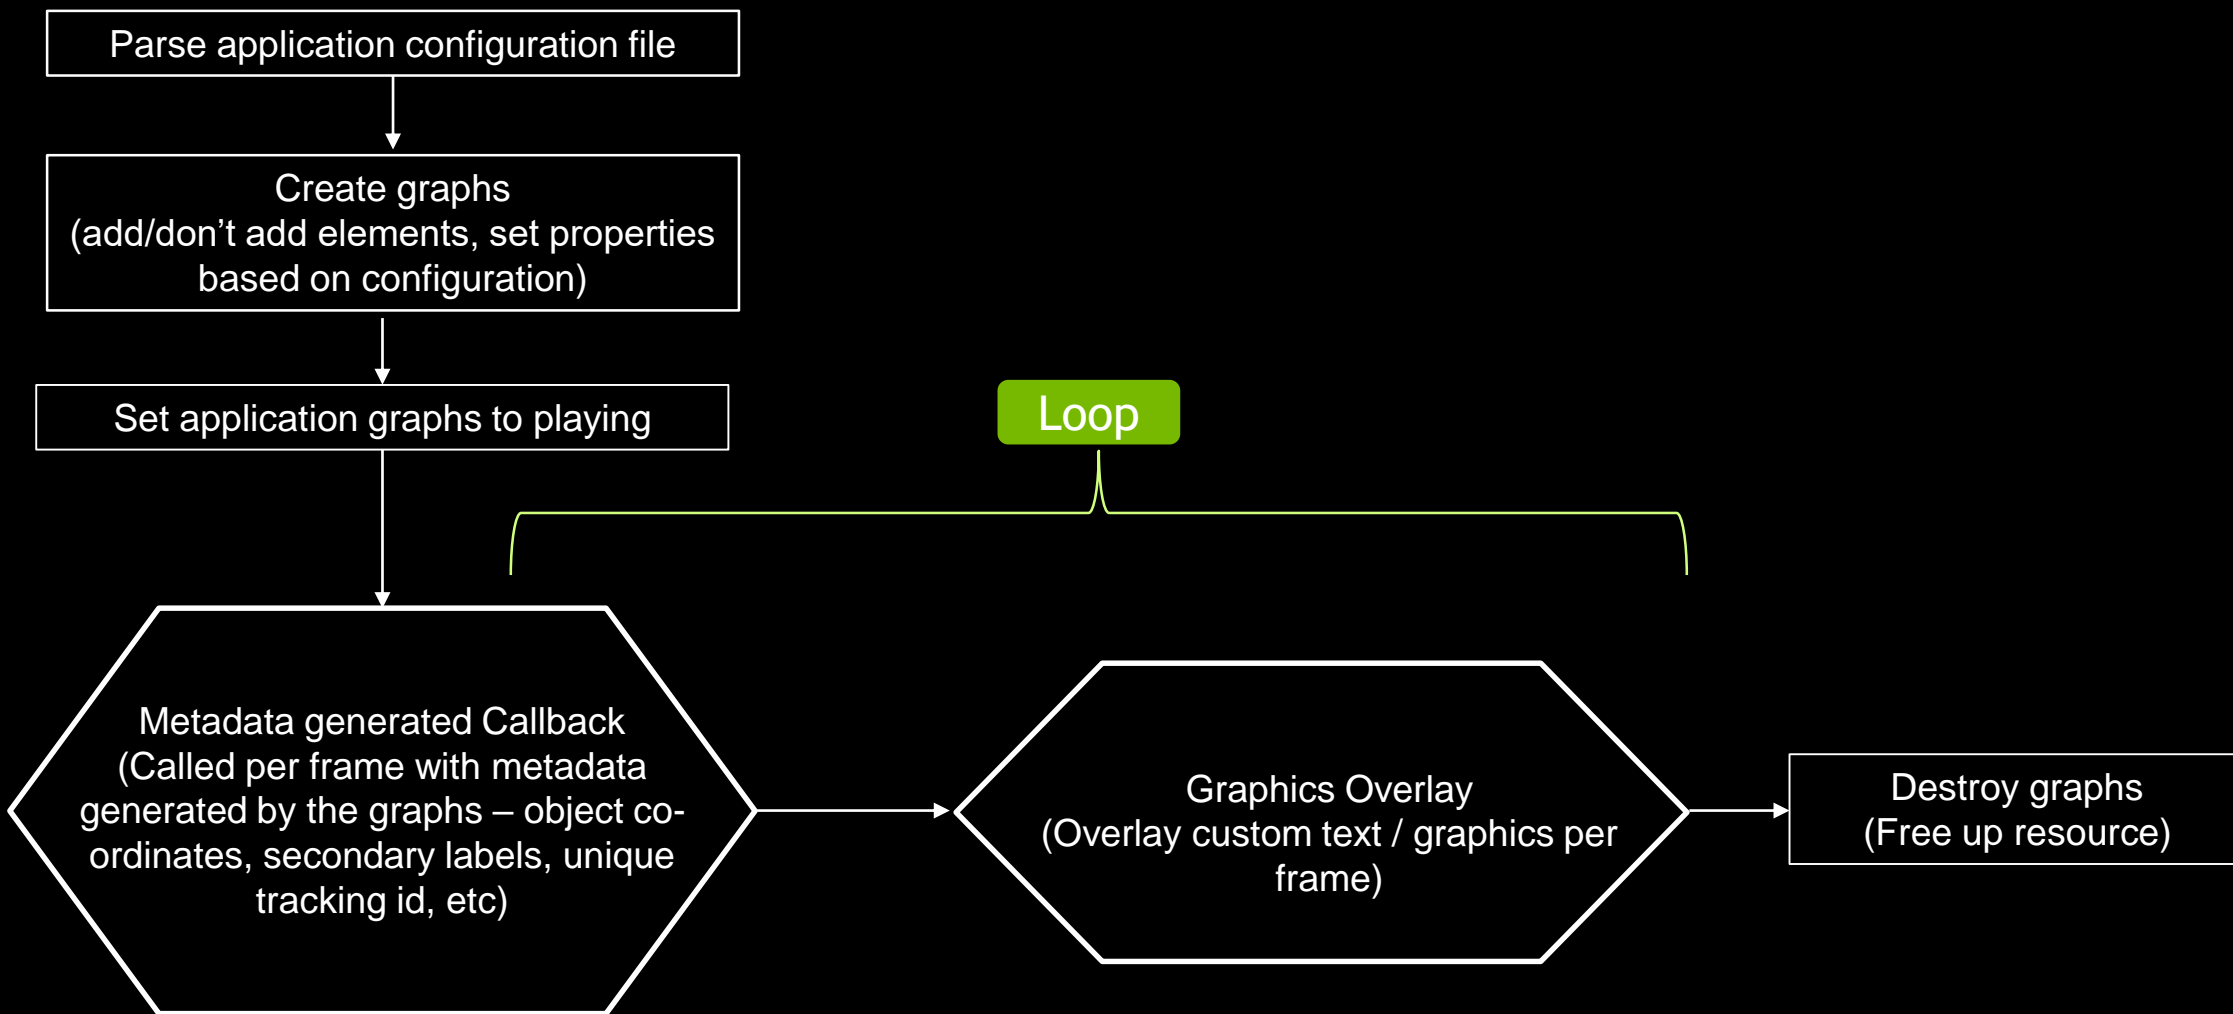 Parse application configuration file
Create graphs
(add/don’t add elements, set properties
based on configuration)
Set application graphs to playing
Loop
Metadata generated Callback
(Called per frame with metadata
generated by the graphs – object co-
ordinates, secondary labels, unique
tracking id, etc)
Graphics Overlay
(Overlay custom text / graphics per
frame)
Destroy graphs
(Free up resource)